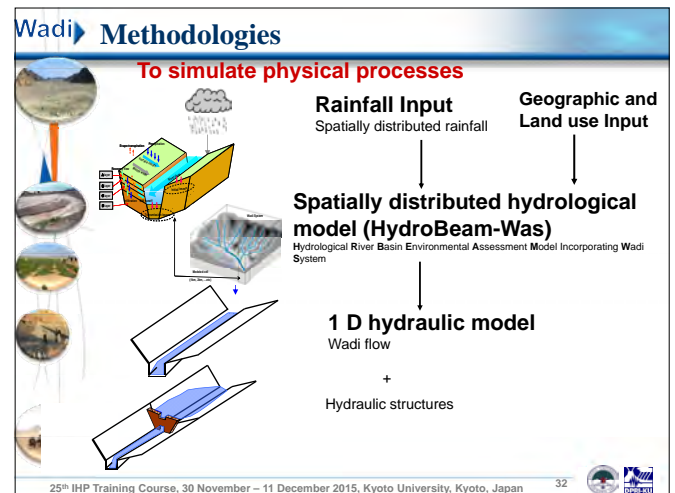 Wadi
Methodologies
To simulate physical processes
Rainfall Input
Spatially distributed rainfall
Geographic and
Land use Input
Spatially distributed hydrological
model (HydroBeam-Was)
Hydrological River Basin Environmental Assessment Model Incorporating Wadi
System
1 D hydraulic model
Wadi flow
+
Hydraulic structures
25th IHP Training Course, 30 November – 11 December 2015, Kyoto University, Kyoto, Japan
32